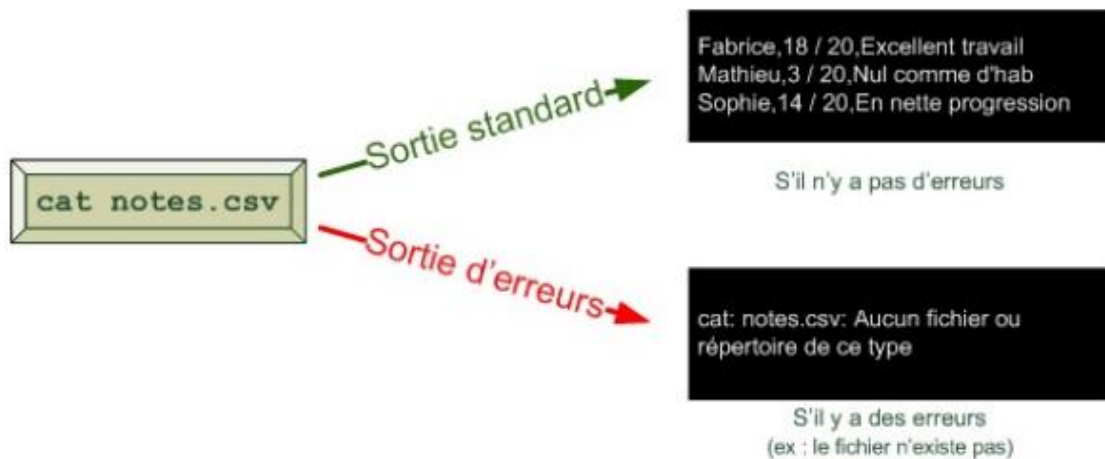 cat notes.csv
Sortie standard
Fabrice,18 / 20,Excellent travail
Mathieu,3 / 20,Nul comme d'hab
Sophie,14 / 20,En nette progression
S'il n'y a pas d'erreurs
Sortie d'erreurs
cat: notes.csv: Aucun fichier ou
répertoire de ce type
S'il y a des erreurs
(ex : le fichier n'existe pas)